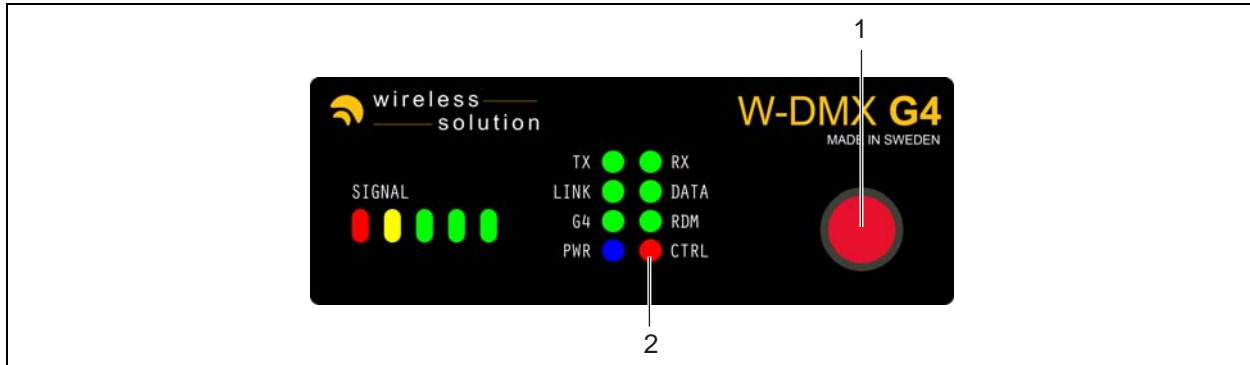 1
wireless
solution
W-DMX G4
MADE IN SWEDEN
TX RX
SIGNAL LINK DATA
G4 RDM
PWR CTRL
2